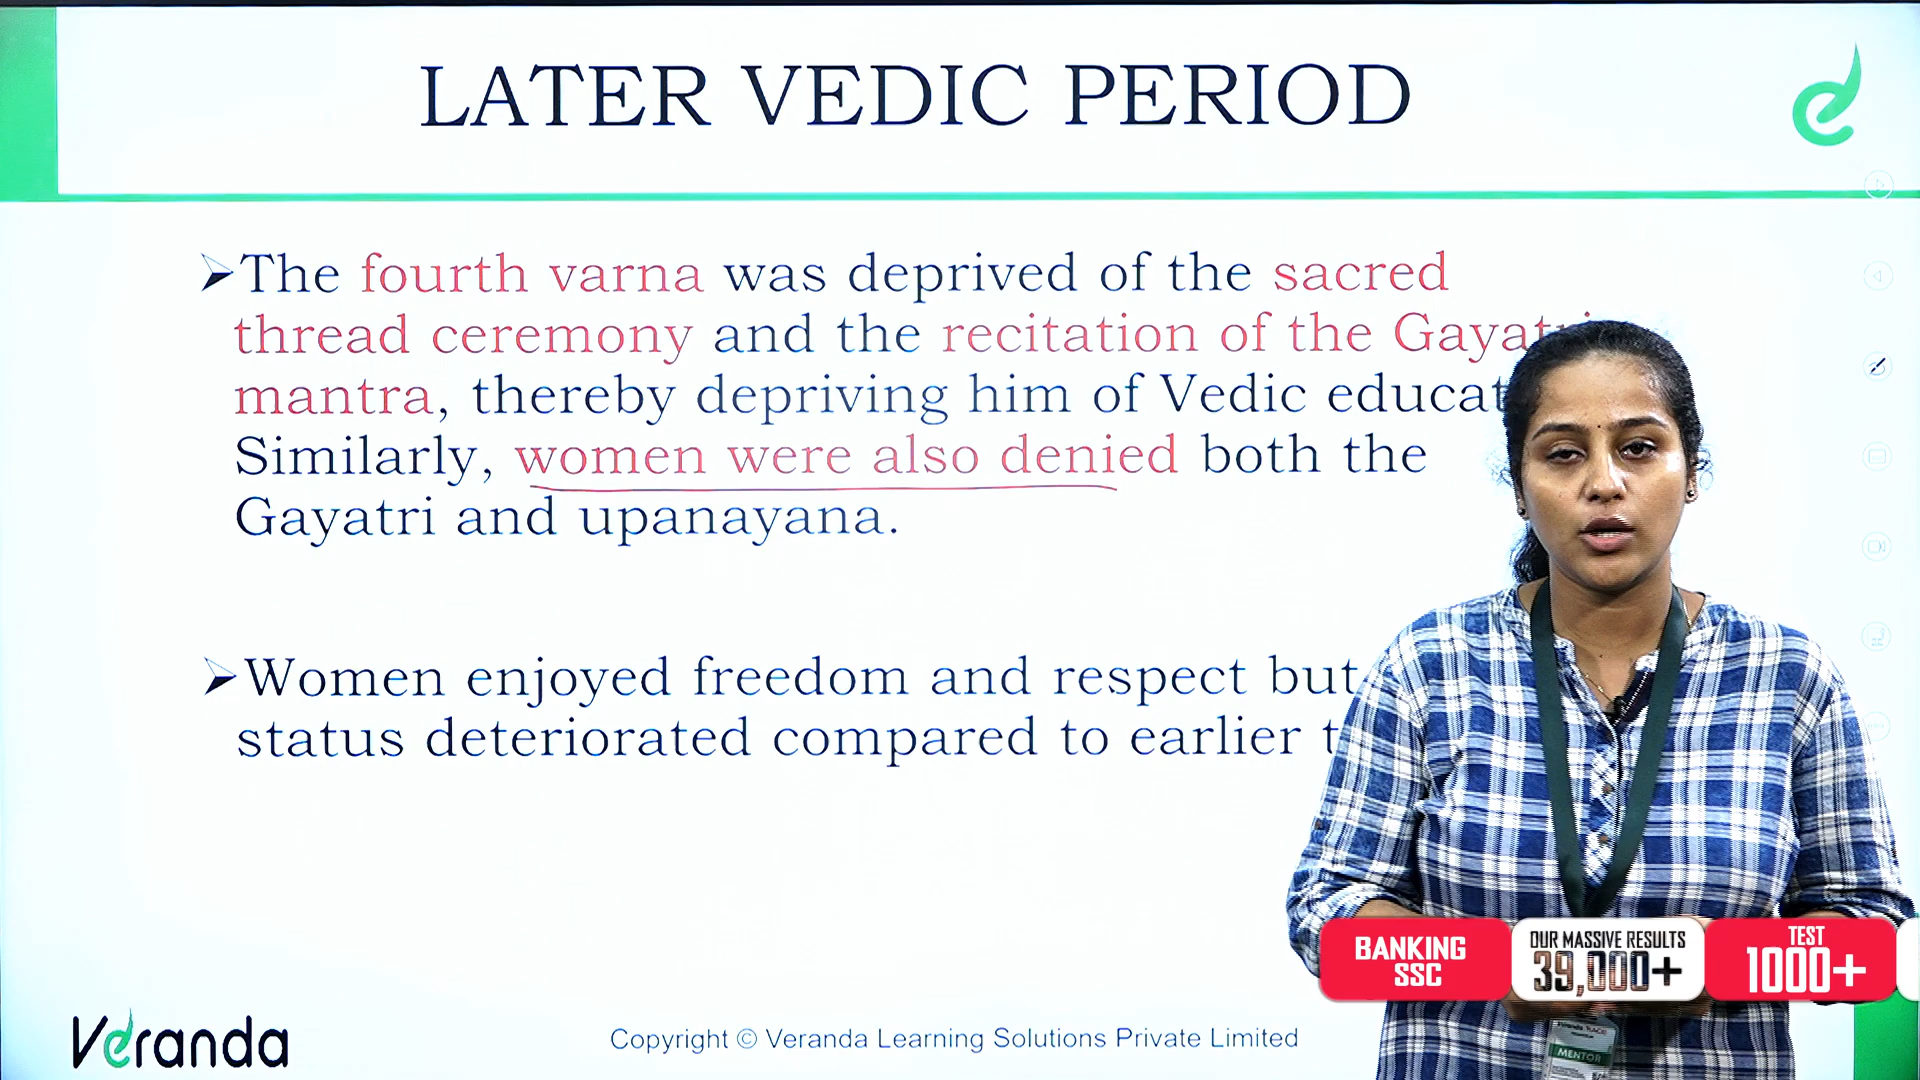 LATER VEDIC PERIOD
➢The fourth varna was deprived of the sacred
thread ceremony and the recitation of the
mantra, thereby depriving him of Vedic
Similarly, women were also denied both the
Gayatri and upanayana.
➢Women enjoyed freedom and respect but
status deteriorated compared to earlier
BANKING
SSC
OUR MASSIVE RESULTS
39,000+
TEST
1000+
Veranda
Copyright © Veranda Learning Solutions Private Limited
MENTOR